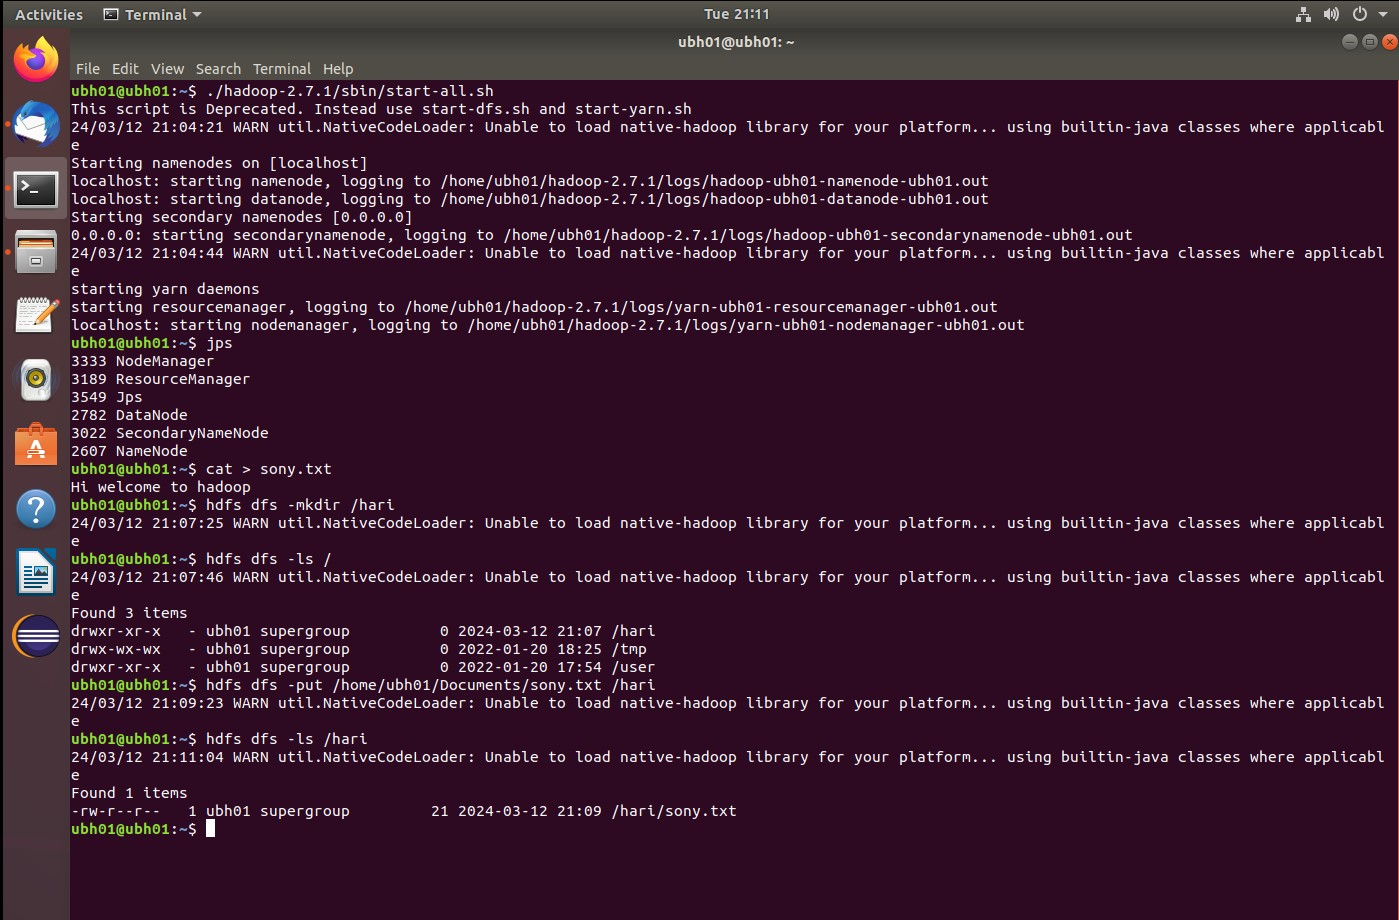 Activities Terminal Tue 21:11
ubh01@ubh01: ~
File Edit View Search Terminal Help
ubh01@ubh01:~$ ./hadoop-2.7.1/sbin/start-all.sh
This script is Deprecated. Instead use start-dfs.sh and start-yarn.sh
24/03/12 21:04:21 WARN util.NativeCodeLoader: Unable to load native-hadoop library for your platform... using builtin-java classes where applicabl
e
Starting namenodes on [localhost]
localhost: starting namenode, logging to /home/ubh01/hadoop-2.7.1/logs/hadoop-ubh01-namenode-ubh01.out
localhost: starting datanode, logging to /home/ubh01/hadoop-2.7.1/logs/hadoop-ubh01-datanode-ubh01.out
Starting secondary namenodes [0.0.0.0]
0.0.0.0: starting secondarynamenode, logging to /home/ubh01/hadoop-2.7.1/logs/hadoop-ubh01-secondarynamenode-ubh01.out
24/03/12 21:04:44 WARN util.NativeCodeLoader: Unable to load native-hadoop library for your platform... using builtin-java classes where applicabl
e
starting yarn daemons
starting resourcemanager, logging to /home/ubh01/hadoop-2.7.1/logs/yarn-ubh01-resourcemanager-ubh01.out
localhost: starting nodemanager, logging to /home/ubh01/hadoop-2.7.1/logs/yarn-ubh01-nodemanager-ubh01.out
ubh01@ubh01:~$ jps
3333 NodeManager
3189 ResourceManager
3549 Jps
2782 DataNode
3022 SecondaryNameNode
2607 NameNode
ubh01@ubh01:~$ cat > sony.txt
Hi welcome to hadoop
ubh01@ubh01:~$ hdfs dfs -mkdir /hari
24/03/12 21:07:25 WARN util.NativeCodeLoader: Unable to load native-hadoop library for your platform... using builtin-java classes where applicabl
e
ubh01@ubh01:~$ hdfs dfs -ls /
24/03/12 21:07:46 WARN util.NativeCodeLoader: Unable to load native-hadoop library for your platform... using builtin-java classes where applicabl
e
Found 3 items
drwxr-xr-x   - ubh01 supergroup          0 2024-03-12 21:07 /hari
drwx-wx-wx   - ubh01 supergroup          0 2022-01-20 18:25 /tmp
drwxr-xr-x   - ubh01 supergroup          0 2022-01-20 17:54 /user
ubh01@ubh01:~$ hdfs dfs -put /home/ubh01/Documents/sony.txt /hari
24/03/12 21:09:23 WARN util.NativeCodeLoader: Unable to load native-hadoop library for your platform... using builtin-java classes where applicabl
e
ubh01@ubh01:~$ hdfs dfs -ls /hari
24/03/12 21:11:04 WARN util.NativeCodeLoader: Unable to load native-hadoop library for your platform... using builtin-java classes where applicabl
e
Found 1 items
-rw-r--r--   1 ubh01 supergroup         21 2024-03-12 21:09 /hari/sony.txt
ubh01@ubh01:~$